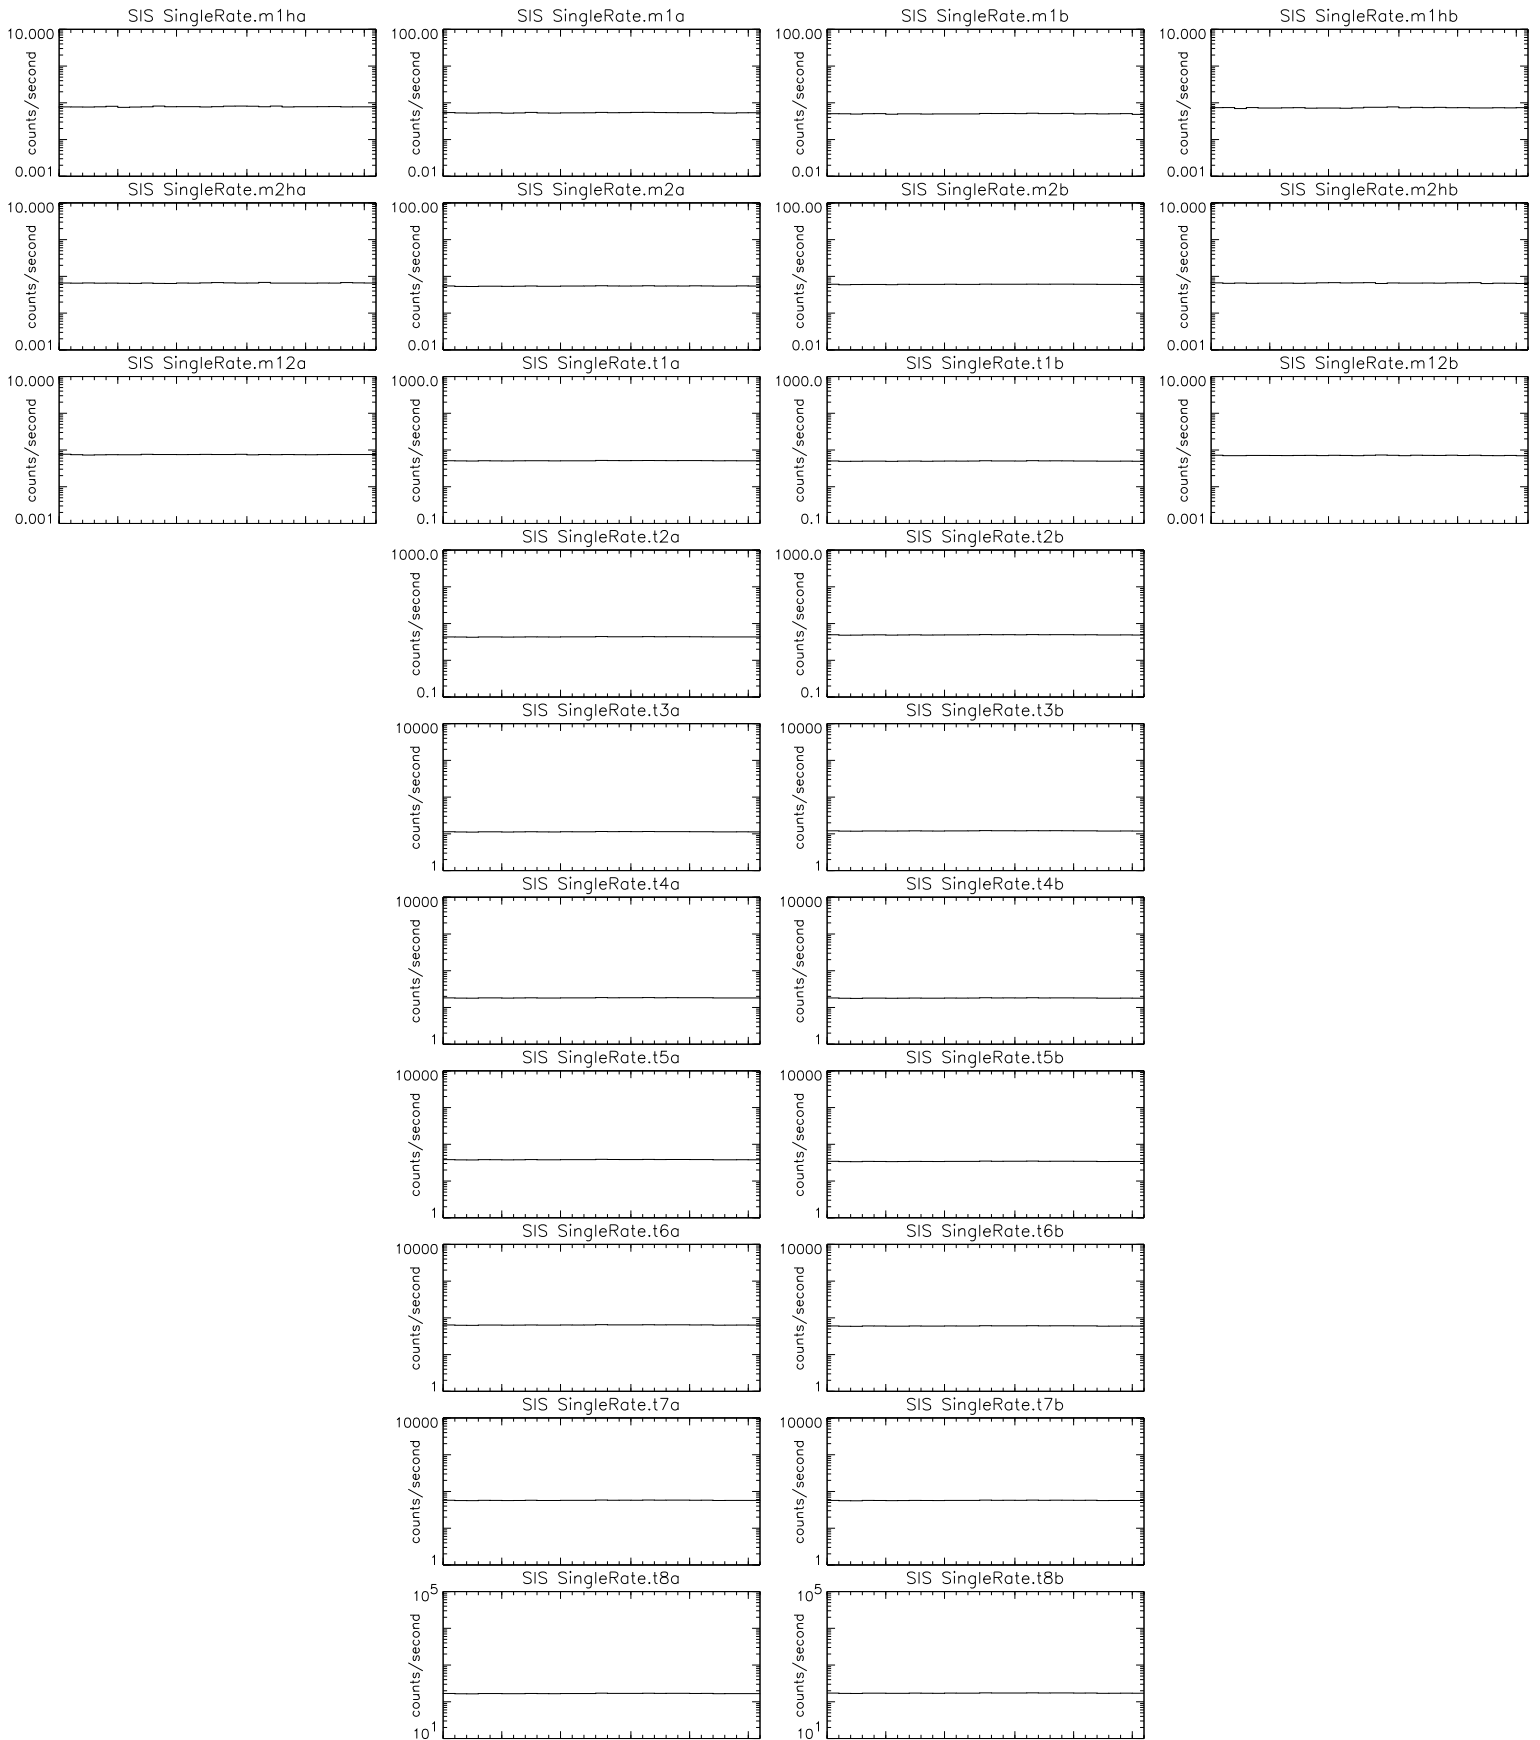 SIS SingleRate.m1ha SIS SingleRate.m1a SIS SingleRate.m1b SIS SingleRate.m1hb
10.000 100.00 100.00 10.000
counts/second counts/second counts/second counts/second
0.001 0.01 0.01 0.001
SIS SingleRate.m2ha SIS SingleRate.m2a SIS SingleRate.m2b SIS SingleRate.m2hb
10.000 100.00 100.00 10.000
counts/second counts/second counts/second counts/second
0.001 0.01 0.01 0.001
SIS SingleRate.m12a SIS SingleRate.t1a SIS SingleRate.t1b SIS SingleRate.m12b
10.000 1000.0 1000.0 10.000
counts/second counts/second counts/second counts/second
0.001 0.1 0.1 0.001
SIS SingleRate.t2a SIS SingleRate.t2b
1000.0 1000.0
counts/second counts/second
0.1 0.1
SIS SingleRate.t3a SIS SingleRate.t3b
10000 10000
counts/second counts/second
1 1
SIS SingleRate.t4a SIS SingleRate.t4b
10000 10000
counts/second counts/second
1 1
SIS SingleRate.t5a SIS SingleRate.t5b
10000 10000
counts/second counts/second
1 1
SIS SingleRate.t6a SIS SingleRate.t6b
10000 10000
counts/second counts/second
1 1
SIS SingleRate.t7a SIS SingleRate.t7b
10000 10000
counts/second counts/second
1 1
SIS SingleRate.t8a SIS SingleRate.t8b
10⁵ 10⁵
counts/second counts/second
10¹ 10¹